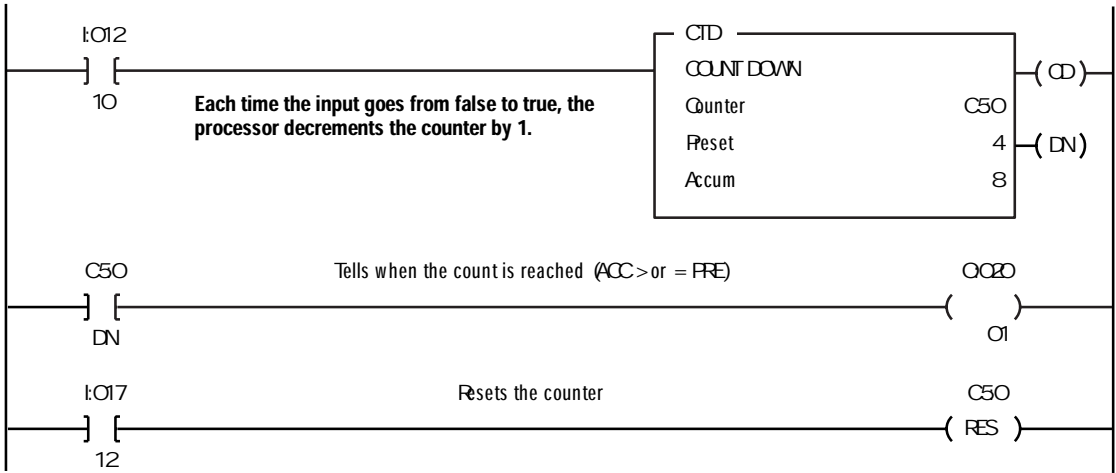 I:012
10
Each time the input goes from false to true, the
processor decrements the counter by 1.
CTD
COUNT DOWN
Counter C5:0
Preset 4
Accum 8
CD
DN
C5:0
DN
Tells when the count is reached (ACC > or = PRE)
O:020
01
I:017
12
Resets the counter
C5:0
RES